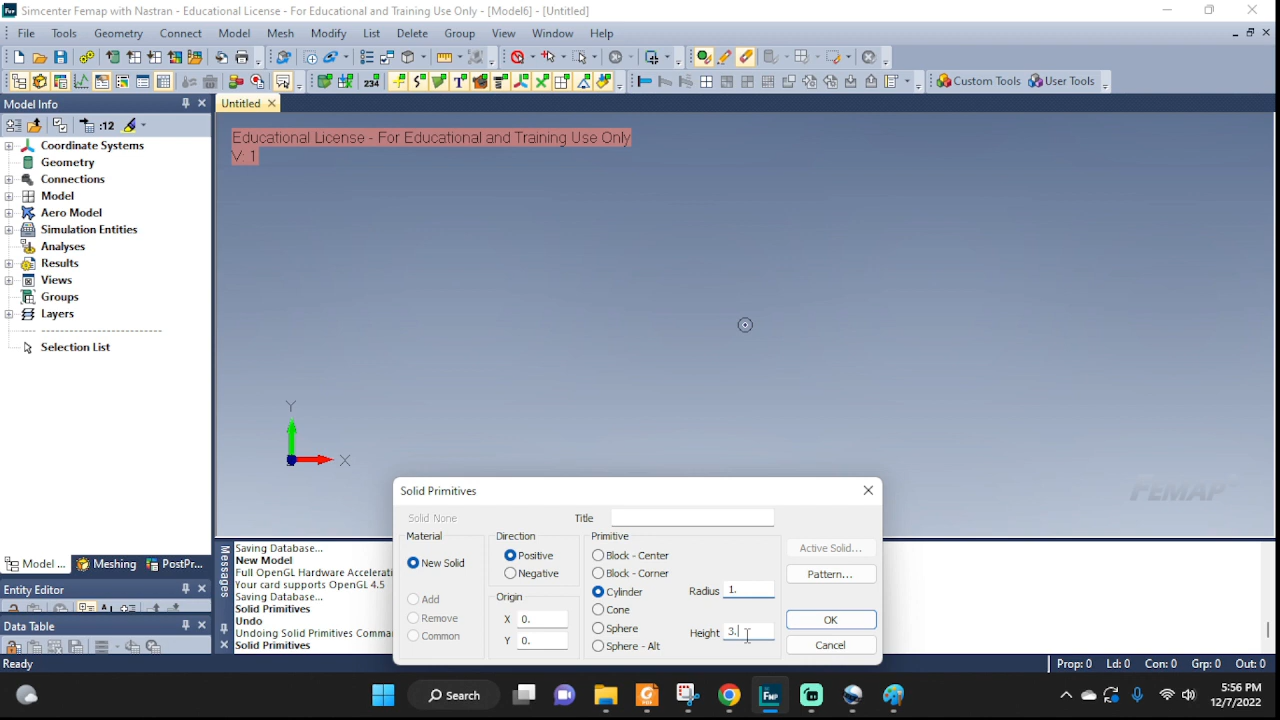 Simcenter Femap with Nastran - Educational License - For Educational and Training Use Only - [Model6] - [Untitled]
File Tools Geometry Connect Model Mesh Modify List Delete Group View Window Help
234
Custom Tools User Tools
Model Info
Untitled
:12
Educational License - For Educational and Training Use Only
V: 1
Coordinate Systems
Geometry
Connections
Model
Aero Model
Simulation Entities
Analyses
Results
Views
Groups
Layers
Selection List
Y
X
FEMAP
Model ... Meshing PostPr...
Entity Editor
Data Table
Messages
Saving Database...
New Model
Full OpenGL Hardware Accelerati
Your card supports OpenGL 4.5
Saving Database...
Solid Primitives
Undo
Undoing Solid Primitives Comma
Solid Primitives
Solid Primitives
Solid None
Title
Material
New Solid
Add
Remove
Common
Direction
Positive
Negative
Origin
X 0.
Y 0.
Primitive
Block - Center
Block - Corner
Cylinder
Cone
Sphere
Sphere - Alt
Radius 1.
Height 3.
Active Solid...
Pattern...
OK
Cancel
Ready
Prop: 0 Ld: 0 Con: 0 Grp: 0 Out: 0
Search
5:56 PM
12/7/2022